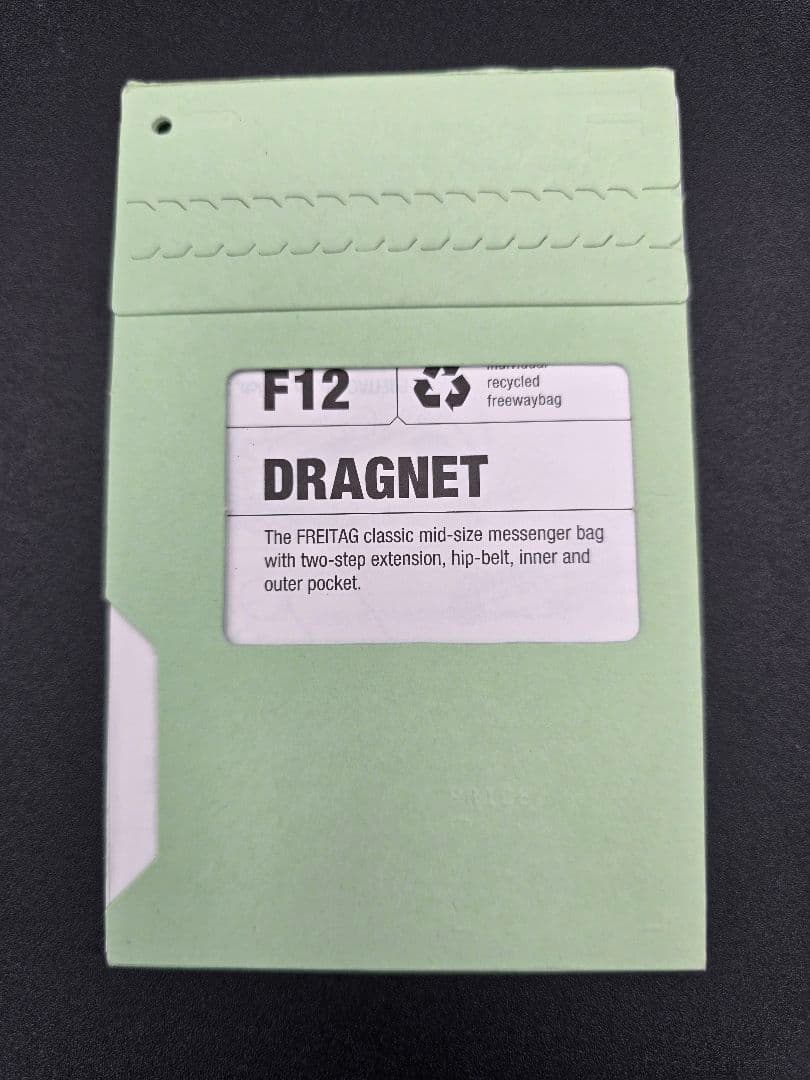 F12
recycled
freewaybag
DRAGNET
The FREITAG classic mid-size messenger bag
with two-step extension, hip-belt, inner and
outer pocket.